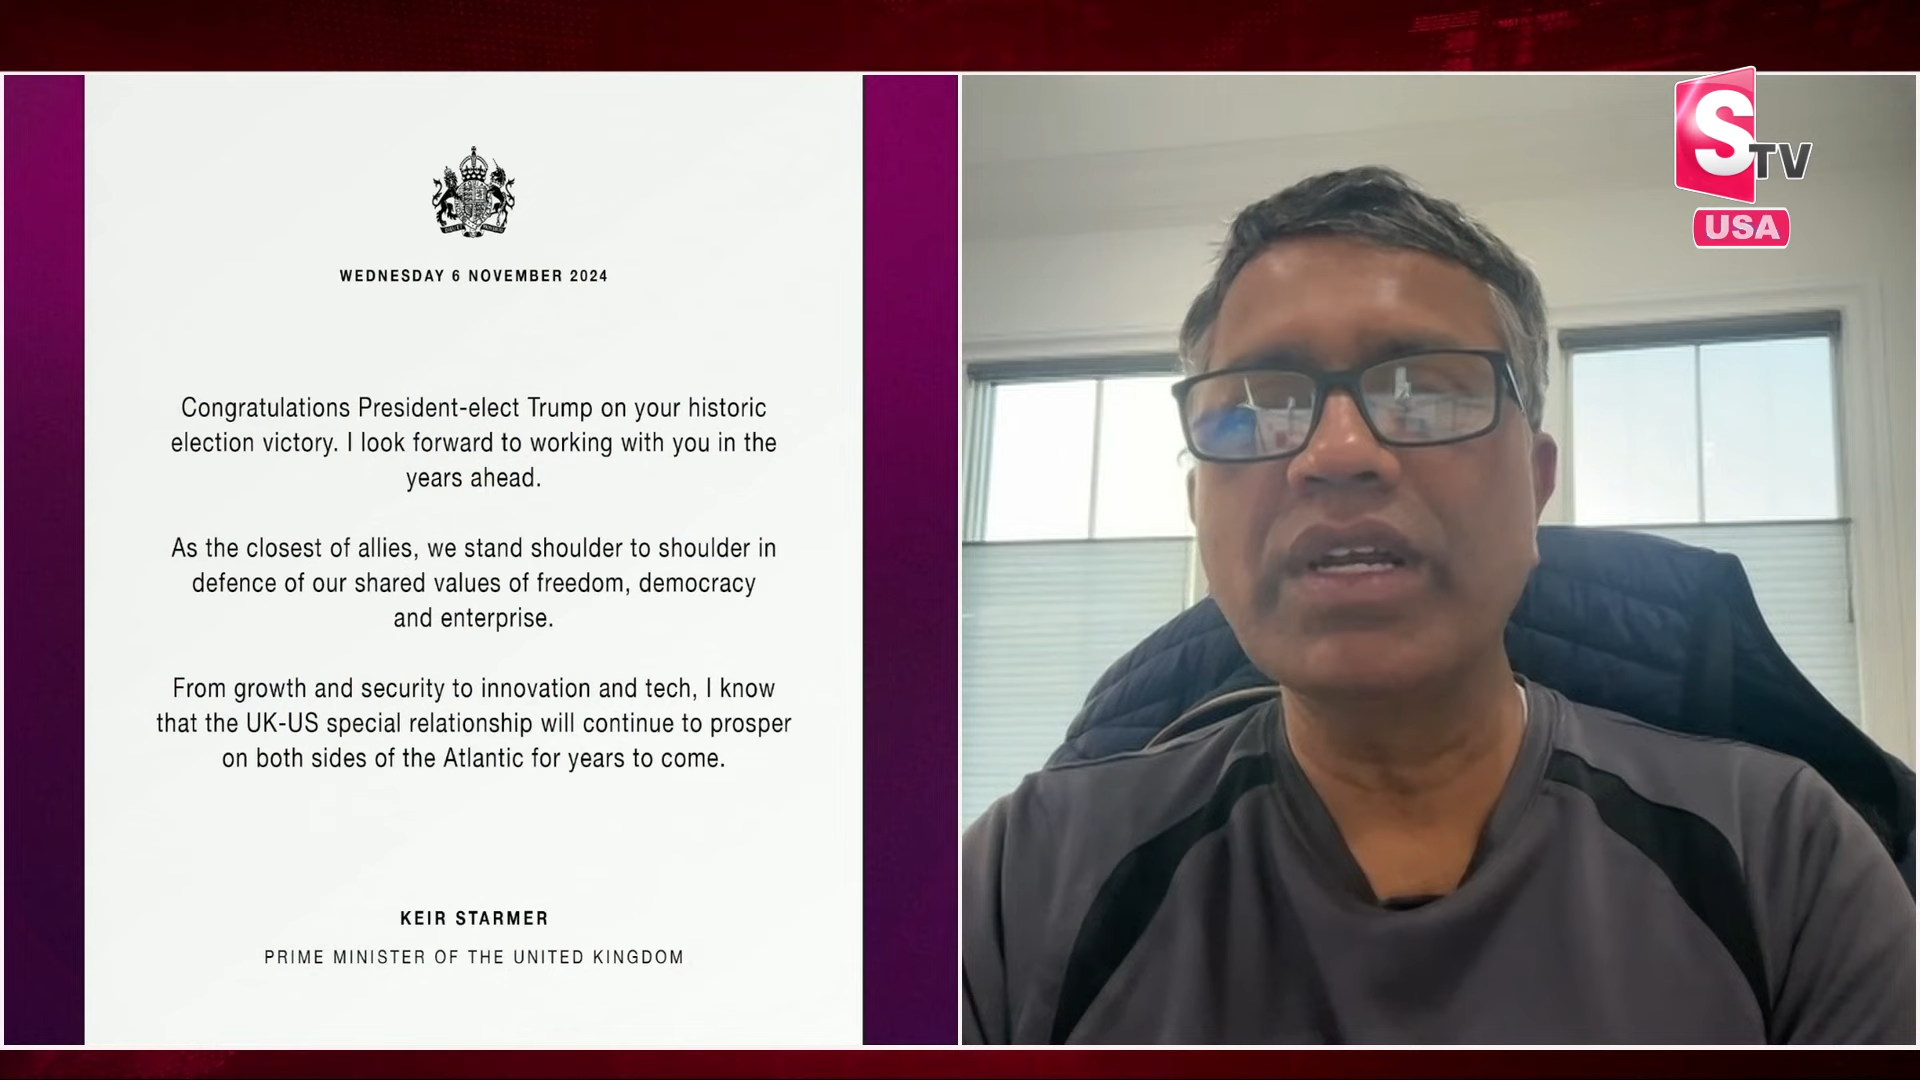 WEDNESDAY 6 NOVEMBER 2024
Congratulations President-elect Trump on your historic
election victory. I look forward to working with you in the
years ahead.
As the closest of allies, we stand shoulder to shoulder in
defence of our shared values of freedom, democracy
and enterprise.
From growth and security to innovation and tech, I know
that the UK-US special relationship will continue to prosper
on both sides of the Atlantic for years to come.
KEIR STARMER
PRIME MINISTER OF THE UNITED KINGDOM
STV
USA